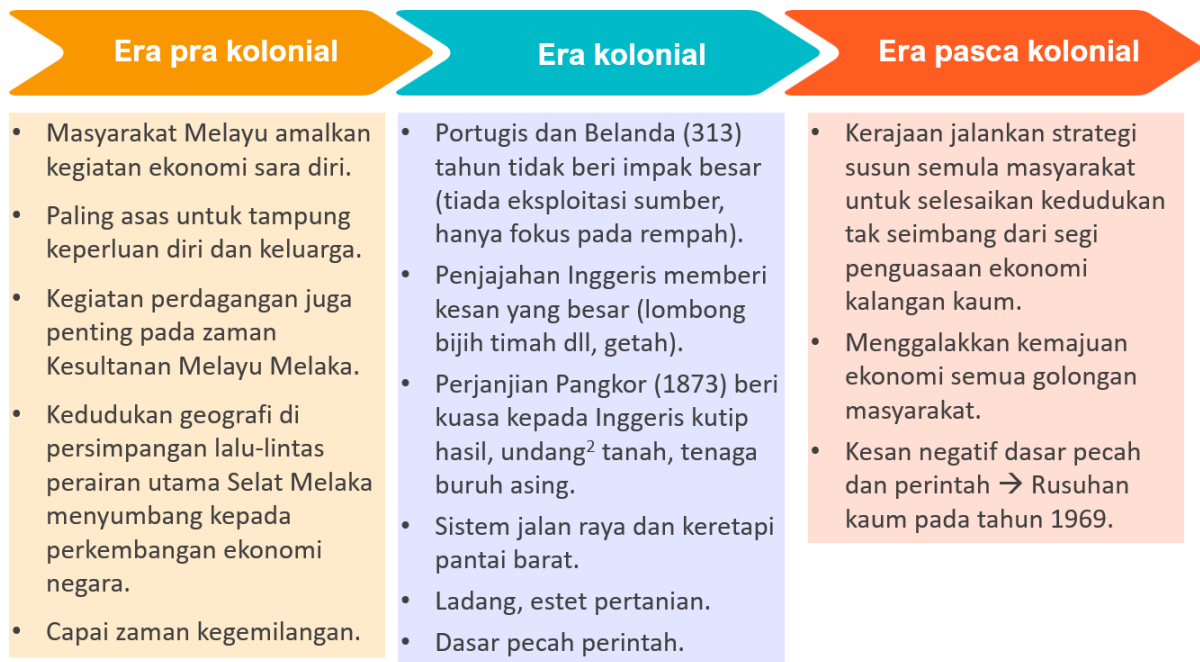 Era pra kolonial
• Masyarakat Melayu amalkan
kegiatan ekonomi sara diri.
• Paling asas untuk tampung
keperluan diri dan keluarga.
• Kegiatan perdagangan juga
penting pada zaman
Kesultanan Melayu Melaka.
• Kedudukan geografi di
persimpangan lalu-lintas
perairan utama Selat Melaka
menyumbang kepada
perkembangan ekonomi
negara.
• Capai zaman kegemilangan.
Era kolonial
• Portugis dan Belanda (313)
tahun tidak beri impak besar
(tiada eksploitasi sumber,
hanya fokus pada rempah).
• Penjajahan Inggeris memberi
kesan yang besar (lombong
bijih timah dll, getah).
• Perjanjian Pangkor (1873) beri
kuasa kepada Inggeris kutip
hasil, undang² tanah, tenaga
buruh asing.
• Sistem jalan raya dan keretapi
pantai barat.
• Ladang, estet pertanian.
• Dasar pecah perintah.
Era pasca kolonial
• Kerajaan jalankan strategi
susun semula masyarakat
untuk selesaikan kedudukan
tak seimbang dari segi
penguasaan ekonomi
kalangan kaum.
• Menggalakkan kemajuan
ekonomi semua golongan
masyarakat.
• Kesan negatif dasar pecah
dan perintah → Rusuhan
kaum pada tahun 1969.